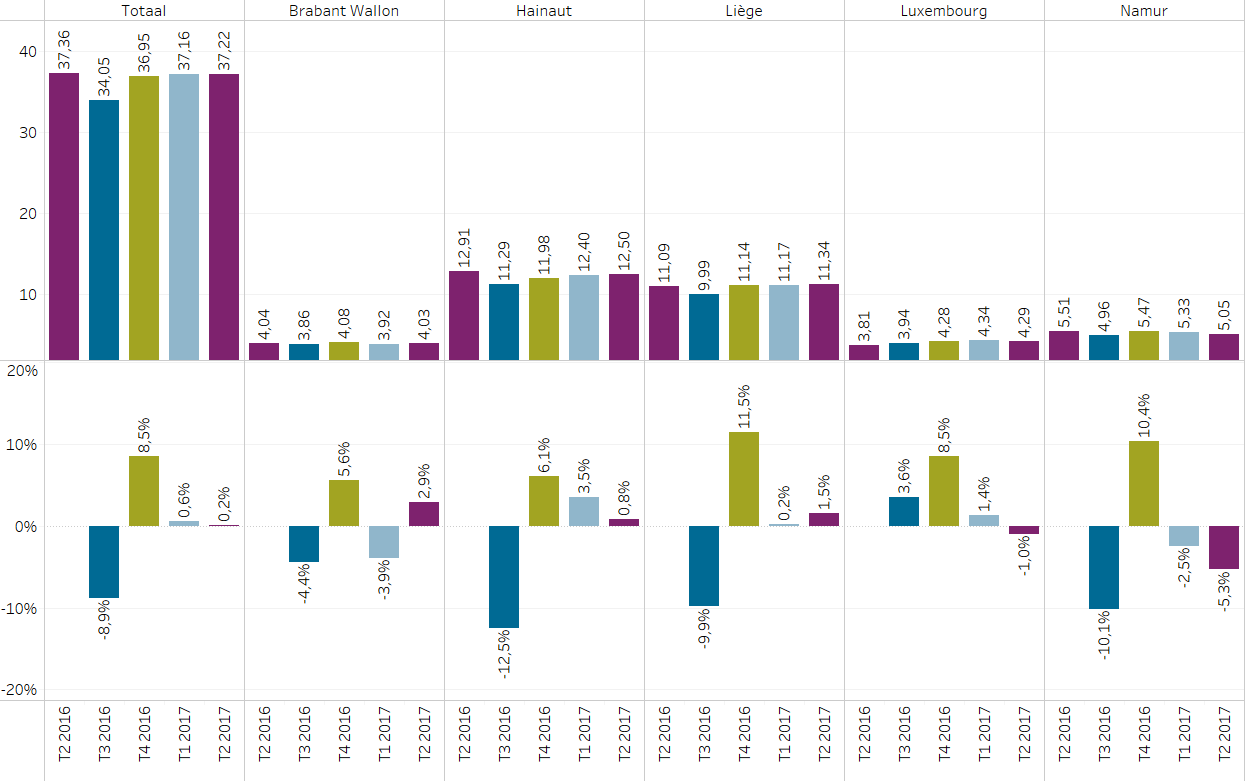 Totaal Brabant Wallon Hainaut Liège Luxembourg Namur
40
30
20
10
37,36 34,05 36,95 37,16 37,22
4,04 3,86 4,08 3,92 4,03
12,91 11,29 11,98 12,40 12,50
11,09 9,99 11,14 11,17 11,34
3,81 3,94 4,28 4,34 4,29
5,51 4,96 5,47 5,33 5,05
20%
10%
0%
-10%
-20%
-8,9% 8,5% 0,6% 0,2%
-4,4% 5,6% -3,9% 2,9%
-12,5% 6,1% 3,5% 0,8%
-9,9% 11,5% 0,2% 1,5%
3,6% 8,5% 1,4% -1,0%
-10,1% 10,4% -2,5% -5,3%
T2 2016 T3 2016 T4 2016 T1 2017 T2 2017 T2 2016 T3 2016 T4 2016 T1 2017 T2 2017 T2 2016 T3 2016 T4 2016 T1 2017 T2 2017 T2 2016 T3 2016 T4 2016 T1 2017 T2 2017 T2 2016 T3 2016 T4 2016 T1 2017 T2 2017 T2 2016 T3 2016 T4 2016 T1 2017 T2 2017